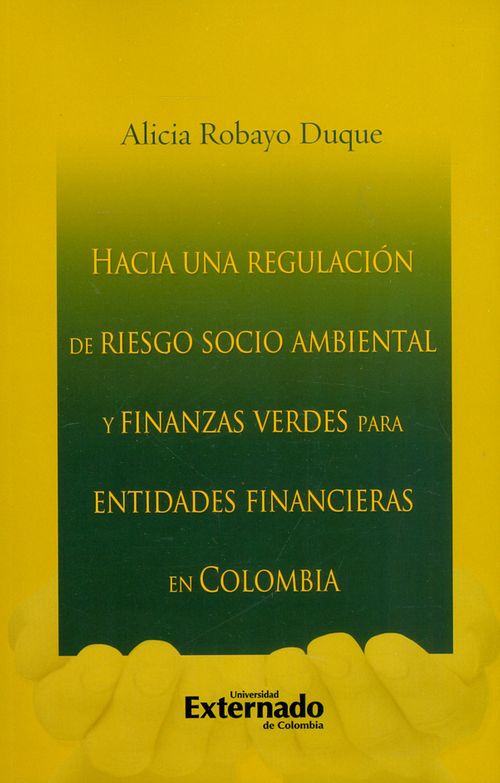 Alicia Robayo Duque
HACIA UNA REGULACIÓN
DE RIESGO SOCIO AMBIENTAL
Y FINANZAS VERDES PARA
ENTIDADES FINANCIERAS
EN COLOMBIA
Universidad
Externado
de Colombia